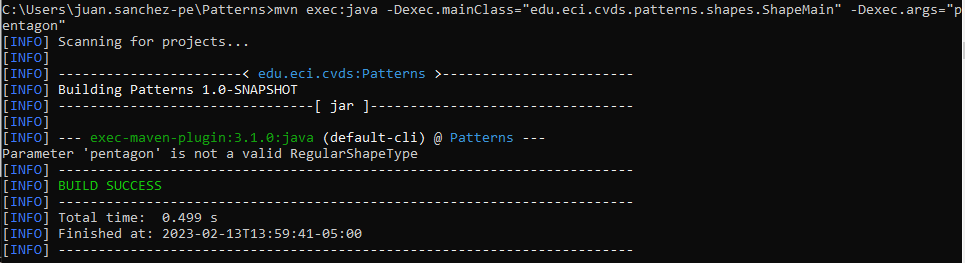 C:\Users\juan.sanchez-pe\Patterns>mvn exec:java -Dexec.mainClass="edu.eci.cvds.patterns.shapes.ShapeMain" -Dexec.args="p
entagon"
[INFO] Scanning for projects...
[INFO]
[INFO] -----------------------< edu.eci.cvds:Patterns >------------------------
[INFO] Building Patterns 1.0-SNAPSHOT
[INFO] --------------------------------[ jar ]---------------------------------
[INFO]
[INFO] --- exec-maven-plugin:3.1.0:java (default-cli) @ Patterns ---
Parameter 'pentagon' is not a valid RegularShapeType
[INFO] ------------------------------------------------------------------------
[INFO] BUILD SUCCESS
[INFO] ------------------------------------------------------------------------
[INFO] Total time:  0.499 s
[INFO] Finished at: 2023-02-13T13:59:41-05:00
[INFO] ------------------------------------------------------------------------